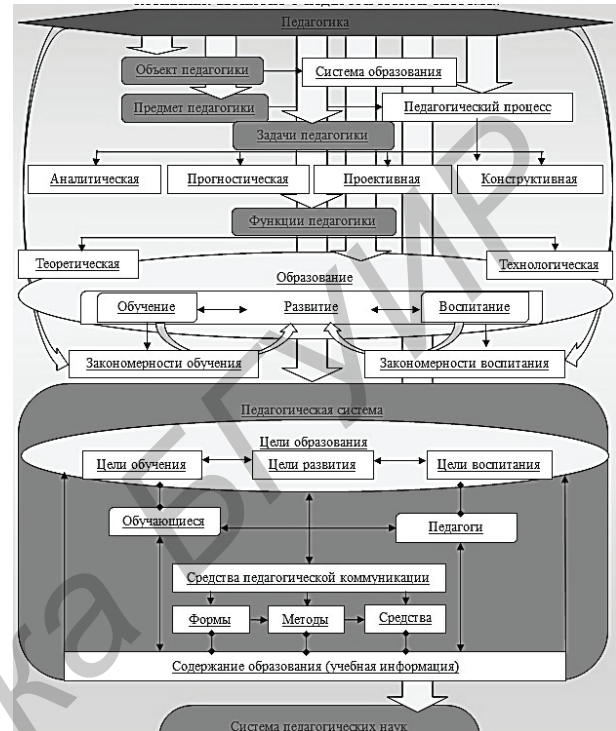 Педагогика
Объект педагогики
Система образования
Предмет педагогики
Педагогический процесс
Задачи педагогики
Аналитическая
Прогностическая
Проективная
Конструктивная
Функции педагогики
Теоретическая
Технологическая
Образование
Обучение
Развитие
Воспитание
Закономерности обучения
Закономерности воспитания
Педагогическая система
Цели образования
Цели обучения
Цели развития
Цели воспитания
Обучающиеся
Педагоги
Средства педагогической коммуникации
Формы
Методы
Средства
Содержание образования (учебная информация)
Система педагогических наук
ка БГУИР